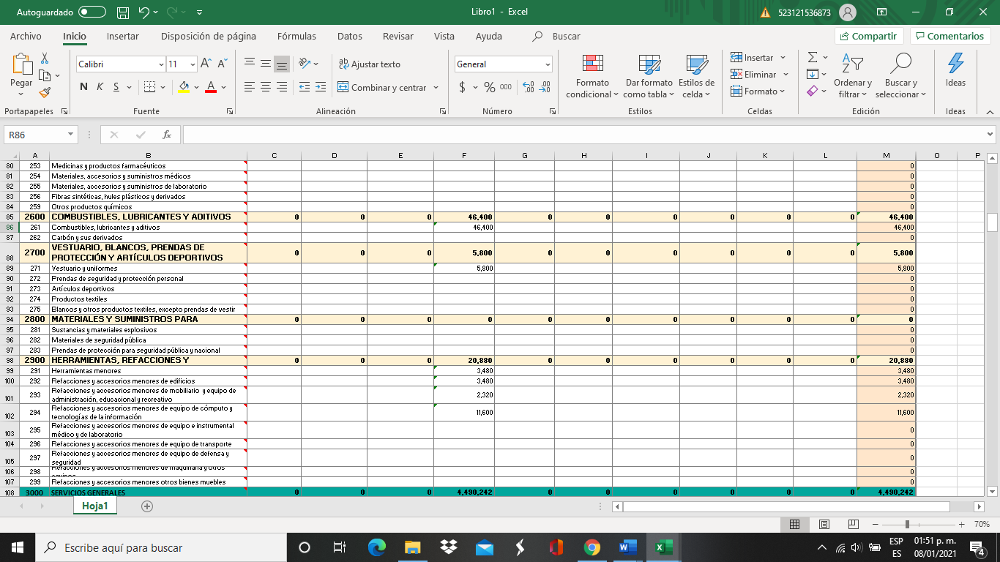 Autoguardado
Libro1 - Excel
523121536873
Archivo Inicio Insertar Disposición de página Fórmulas Datos Revisar Vista Ayuda Buscar Compartir Comentarios
Pegar
Calibri 11
N K S
Ajustar texto
Combinar y centrar
General
$ % 000
Formato condicional
Dar formato como tabla
Estilos de celda
Insertar
Eliminar
Formato
Ordenar y filtrar
Buscar y seleccionar
Ideas
Portapapeles Fuente Alineación Número Estilos Celdas Edición Ideas
R86 fx
A B C D E F G H I J K L M O P
80 253 Medicinas y productos farmacéuticos 0
81 254 Materiales, accesorios y suministros médicos 0
82 255 Materiales, accesorios y suministros de laboratorio 0
83 256 Fibras sintéticas, hules plásticos y derivados 0
84 259 Otros productos químicos 0
85 2600 COMBUSTIBLES, LUBRICANTES Y ADITIVOS 0 0 0 46,400 0 0 0 0 0 0 46,400
86 261 Combustibles, lubricantes y aditivos 46,400 46,400
87 262 Carbón y sus derivados 0
88 2700 VESTUARIO, BLANCOS, PRENDAS DE
PROTECCIÓN Y ARTÍCULOS DEPORTIVOS 0 0 0 5,800 0 0 0 0 0 0 5,800
89 271 Vestuario y uniformes 5,800 5,800
90 272 Prendas de seguridad y protección personal 0
91 273 Artículos deportivos 0
92 274 Productos textiles 0
93 275 Blancos y otros productos textiles, excepto prendas de vestir 0
94 2800 MATERIALES Y SUMINISTROS PARA 0 0 0 0 0 0 0 0 0 0 0
95 281 Sustancias y materiales explosivos 0
96 282 Materiales de seguridad pública 0
97 283 Prendas de protección para seguridad pública y nacional 0
98 2900 HERRAMIENTAS, REFACCIONES Y 0 0 0 20,880 0 0 0 0 0 0 20,880
99 291 Herramientas menores 3,480 3,480
100 292 Refacciones y accesorios menores de edificios 3,480 3,480
101 293 Refacciones y accesorios menores de mobiliario y equipo de
administración, educacional y recreativo 2,320 2,320
102 294 Refacciones y accesorios menores de equipo de cómputo y
tecnologías de la información 11,600 11,600
103 295 Refacciones y accesorios menores de equipo e instrumental
médico y de laboratorio 0
104 296 Refacciones y accesorios menores de equipo de transporte 0
105 297 Refacciones y accesorios menores de equipo de defensa y
seguridad 0
106 298 Refacciones y accesorios menores de maquinaria y otros
equipos 0
107 299 Refacciones y accesorios menores otros bienes muebles 0
108 3000 SERVICIOS GENERALES 0 0 0 4,490,242 0 0 0 0 0 0 4,490,242
Hoja1
70%
Escribe aquí para buscar
ESP 01:51 p. m.
ES 08/01/2021
4